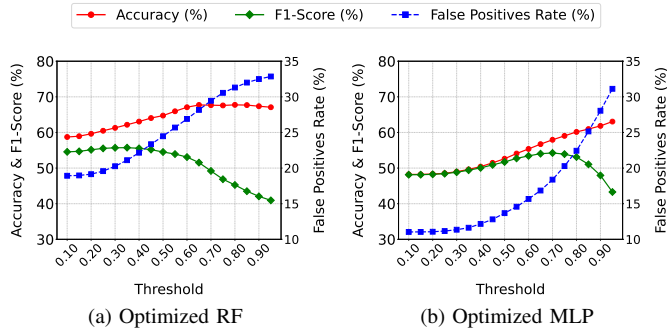 Accuracy (%) F1-Score (%) False Positives Rate (%)
80
70
60
50
40
30
Accuracy & F1-Score (%)
35
30
25
20
15
10
False Positives Rate (%)
0.10 0.20 0.30 0.40 0.50 0.60 0.70 0.80 0.90
Threshold
(a) Optimized RF
80
70
60
50
40
30
Accuracy & F1-Score (%)
35
30
25
20
15
10
False Positives Rate (%)
0.10 0.20 0.30 0.40 0.50 0.60 0.70 0.80 0.90
Threshold
(b) Optimized MLP